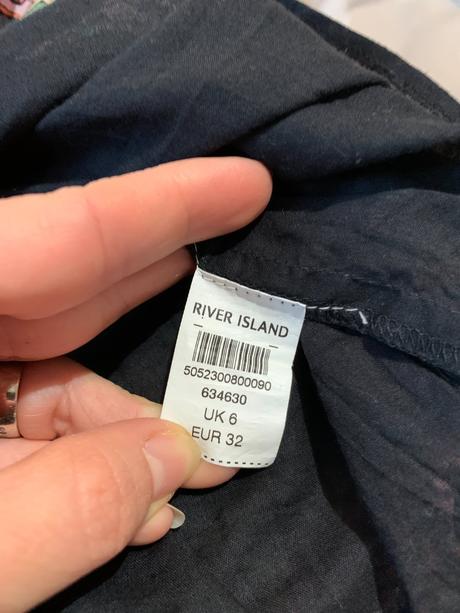 RIVER ISLAND
5052300800090
634630
UK 6
EUR 32